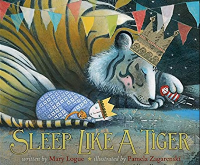 SLEEP LIKE A TIGER
written by Mary Logue & illustrated by Pamela Zagarenski